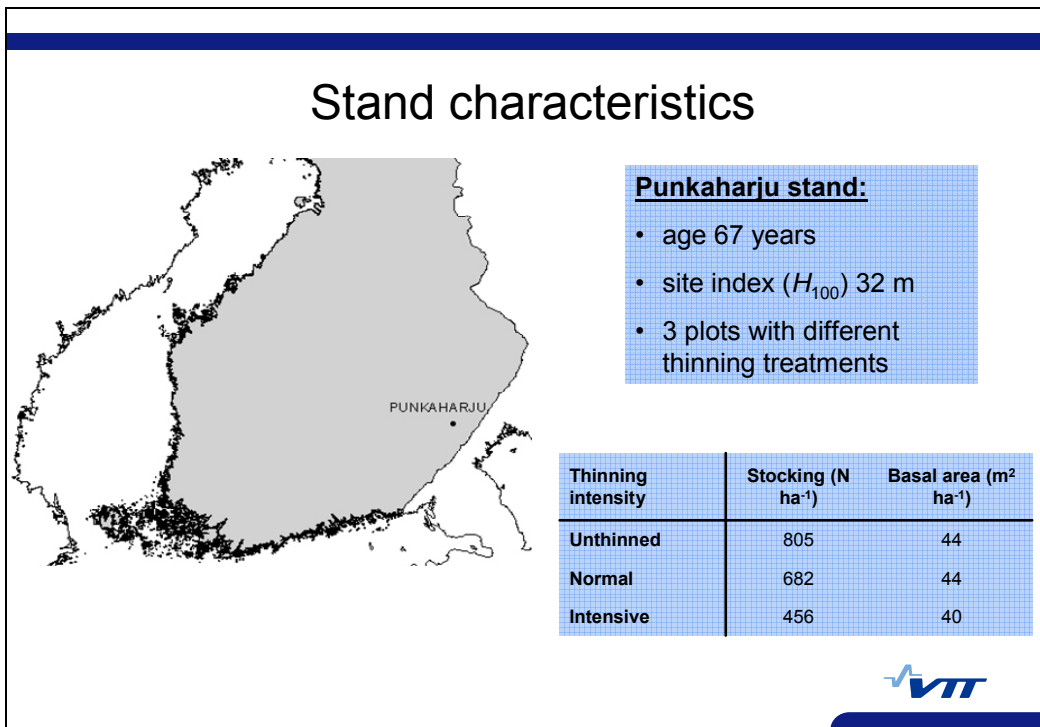 Stand characteristics
PUNKAHARJU
Punkaharju stand:
• age 67 years
• site index (H₁₀₀) 32 m
• 3 plots with different
thinning treatments
Thinning intensity | Stocking (N ha⁻¹) | Basal area (m² ha⁻¹)
Unthinned 805 44
Normal 682 44
Intensive 456 40
VTT